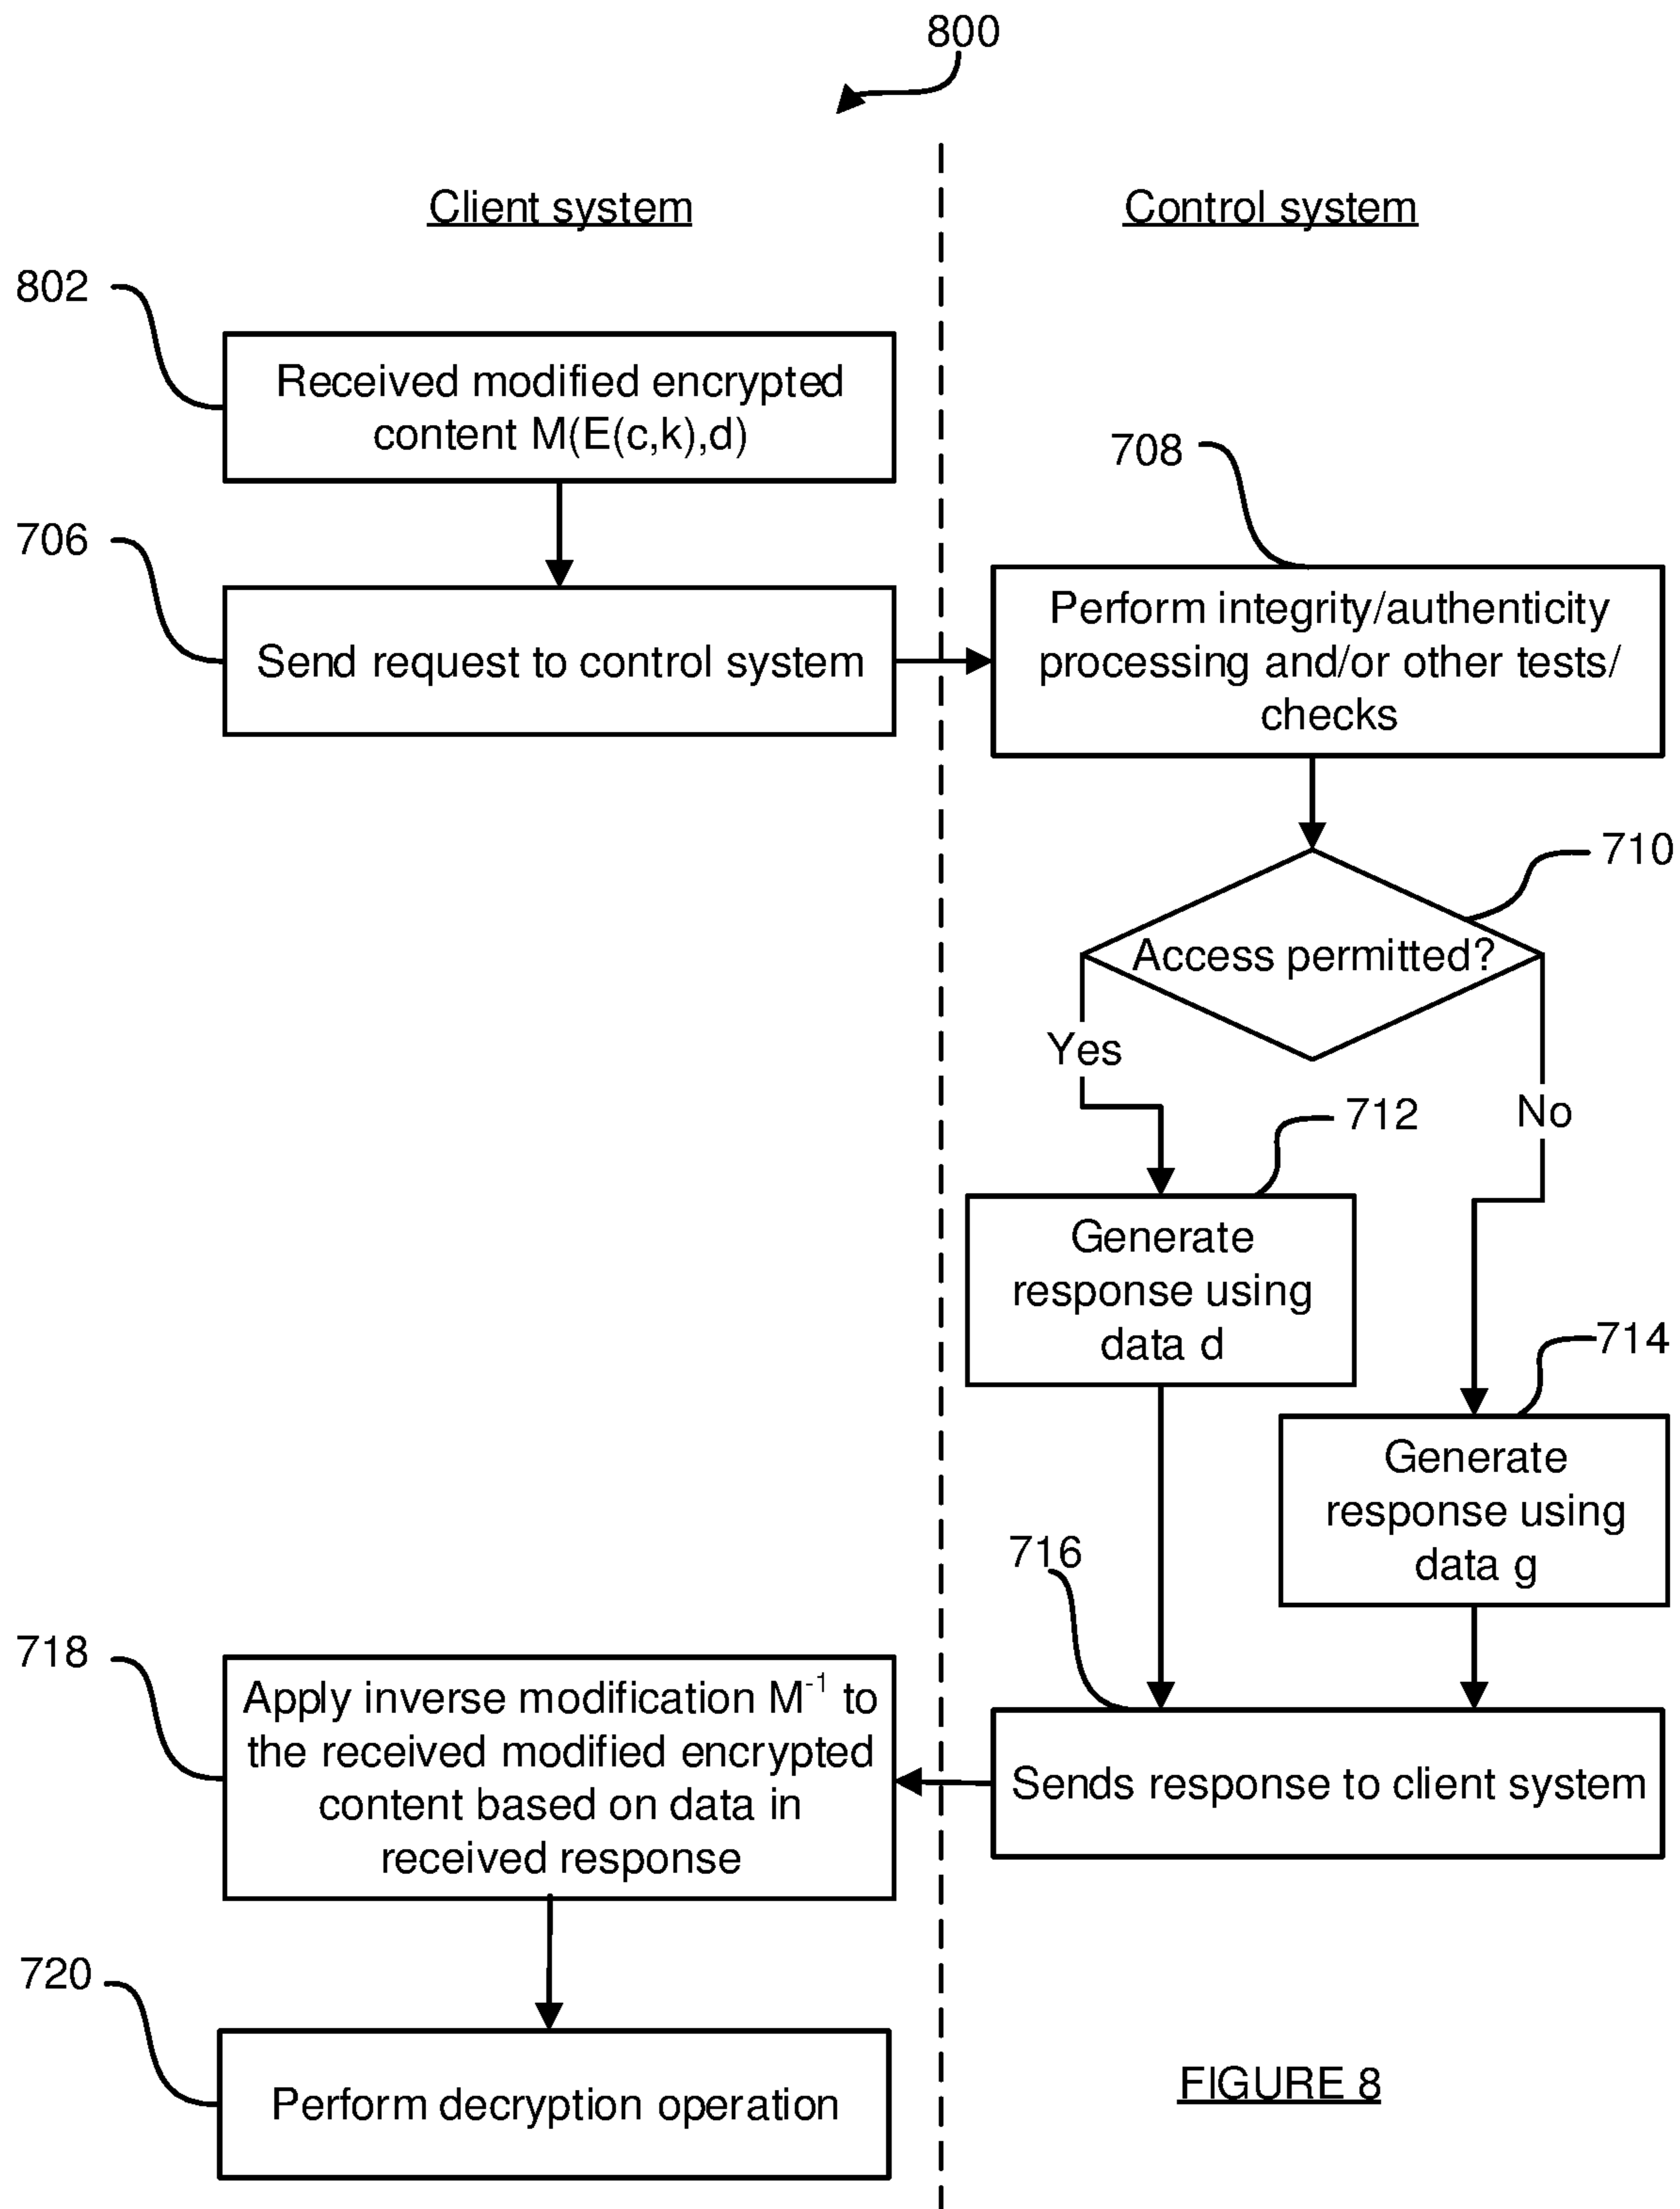 800
Client system
Control system
802
Received modified encrypted
content M(E(c,k),d)
706
Send request to control system
708
Perform integrity/authenticity
processing and/or other tests/
checks
710
Access permitted?
Yes
No
712
Generate
response using
data d
714
Generate
response using
data g
716
Sends response to client system
718
Apply inverse modification M⁻¹ to
the received modified encrypted
content based on data in
received response
720
Perform decryption operation
FIGURE 8